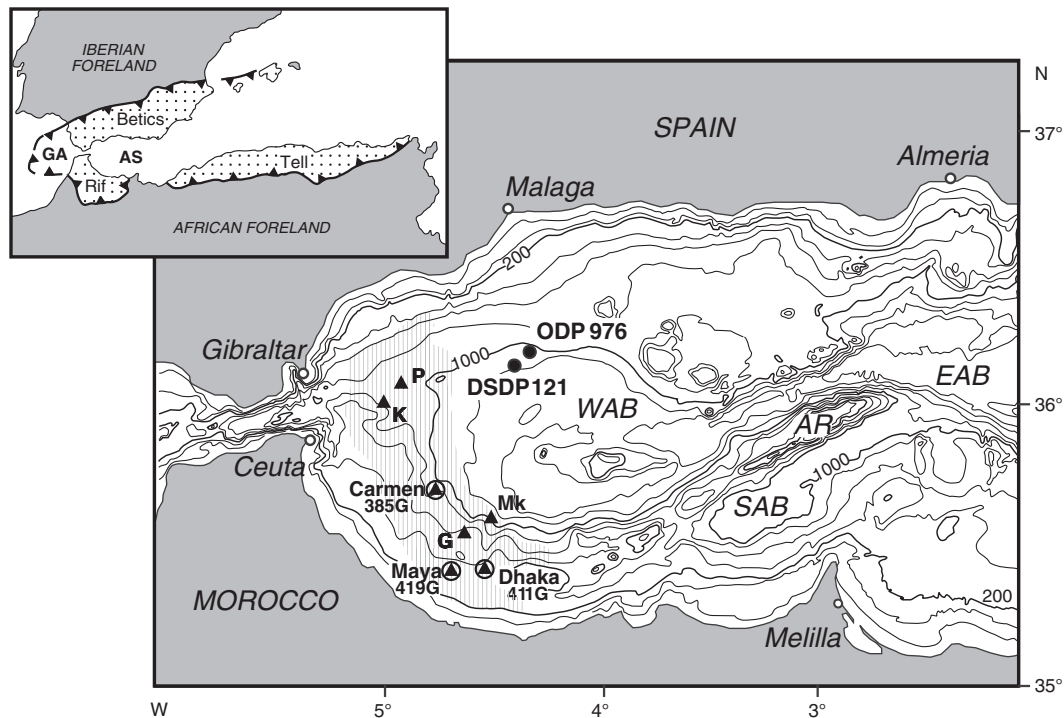 IBERIAN
FORELAND
Betics
GA
AS
Tell
Rif
AFRICAN FORELAND
N
37°
SPAIN
Almeria
Malaga
200
ODP 976
Gibraltar
1000
P
DSDP121
EAB
WAB
36°
K
AR
Ceuta
1000
Carmen
385G
Mk
SAB
G
Maya
419G
Dhaka
411G
MOROCCO
200
Melilla
35°
W
5°
4°
3°